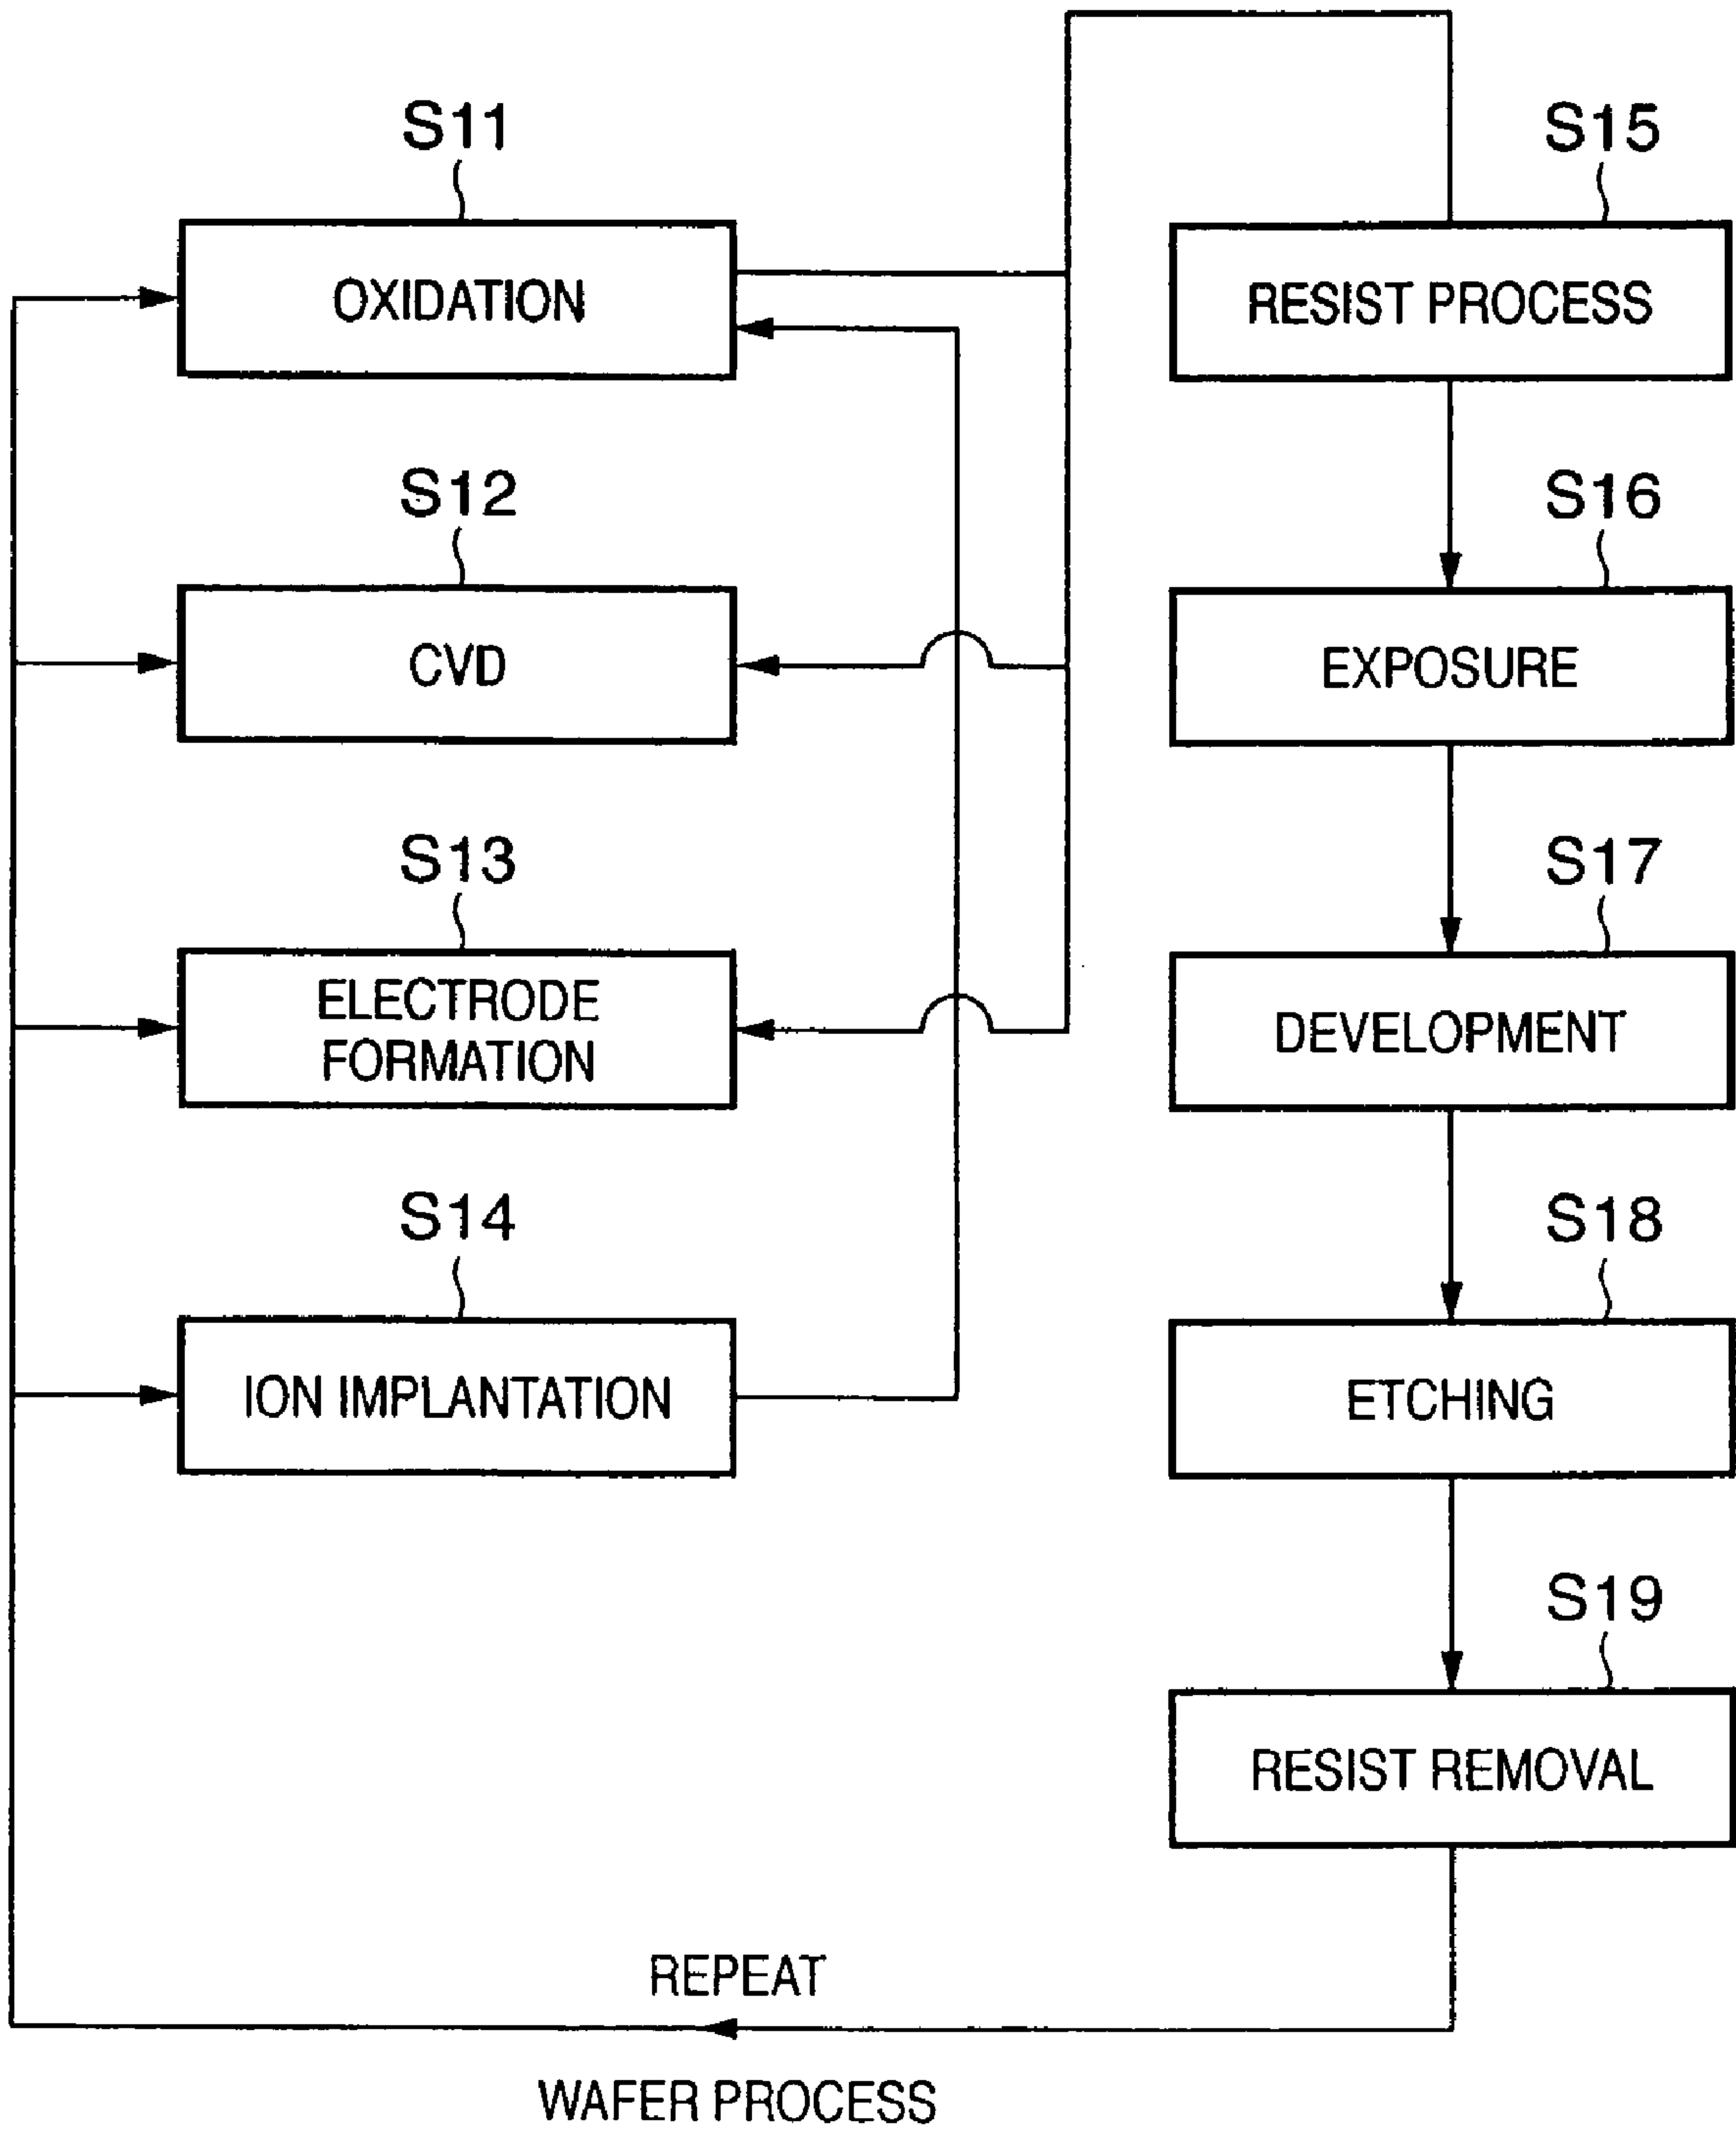 S11
OXIDATION
S12
CVD
S13
ELECTRODE
FORMATION
S14
ION IMPLANTATION
S15
RESIST PROCESS
S16
EXPOSURE
S17
DEVELOPMENT
S18
ETCHING
S19
RESIST REMOVAL
REPEAT
WAFER PROCESS